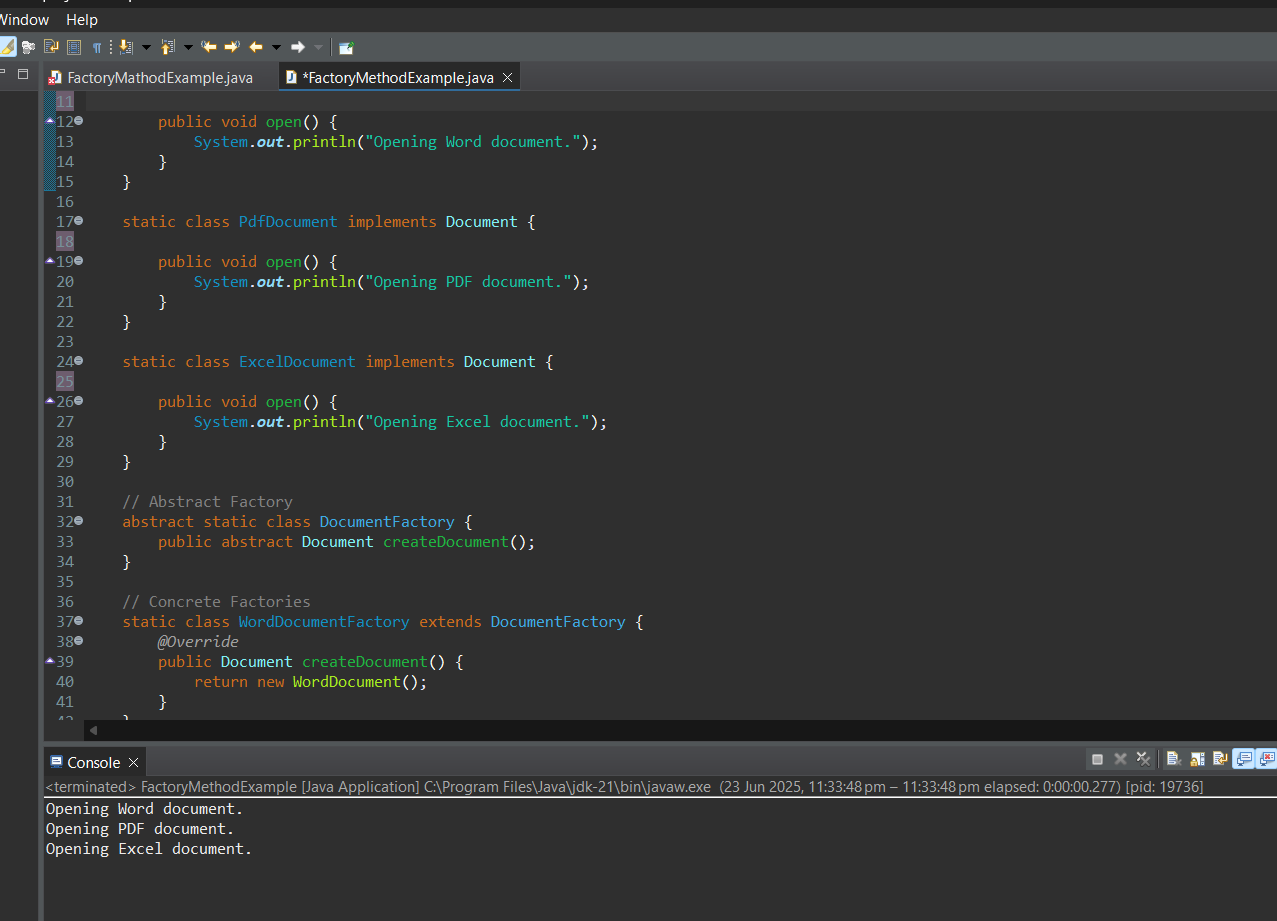 Window Help
FactoryMathodExample.java *FactoryMethodExample.java
11
12 public void open() {
13 System.out.println("Opening Word document.");
14 }
15 }
16
17 static class PdfDocument implements Document {
18
19 public void open() {
20 System.out.println("Opening PDF document.");
21 }
22 }
23
24 static class ExcelDocument implements Document {
25
26 public void open() {
27 System.out.println("Opening Excel document.");
28 }
29 }
30
31 // Abstract Factory
32 abstract static class DocumentFactory {
33 public abstract Document createDocument();
34 }
35
36 // Concrete Factories
37 static class WordDocumentFactory extends DocumentFactory {
38 @Override
39 public Document createDocument() {
40 return new WordDocument();
41 }
42 }
Console
<terminated> FactoryMethodExample [Java Application] C:\Program Files\Java\jdk-21\bin\javaw.exe (23 Jun 2025, 11:33:48 pm – 11:33:48 pm elapsed: 0:00:00.277) [pid: 19736]
Opening Word document.
Opening PDF document.
Opening Excel document.